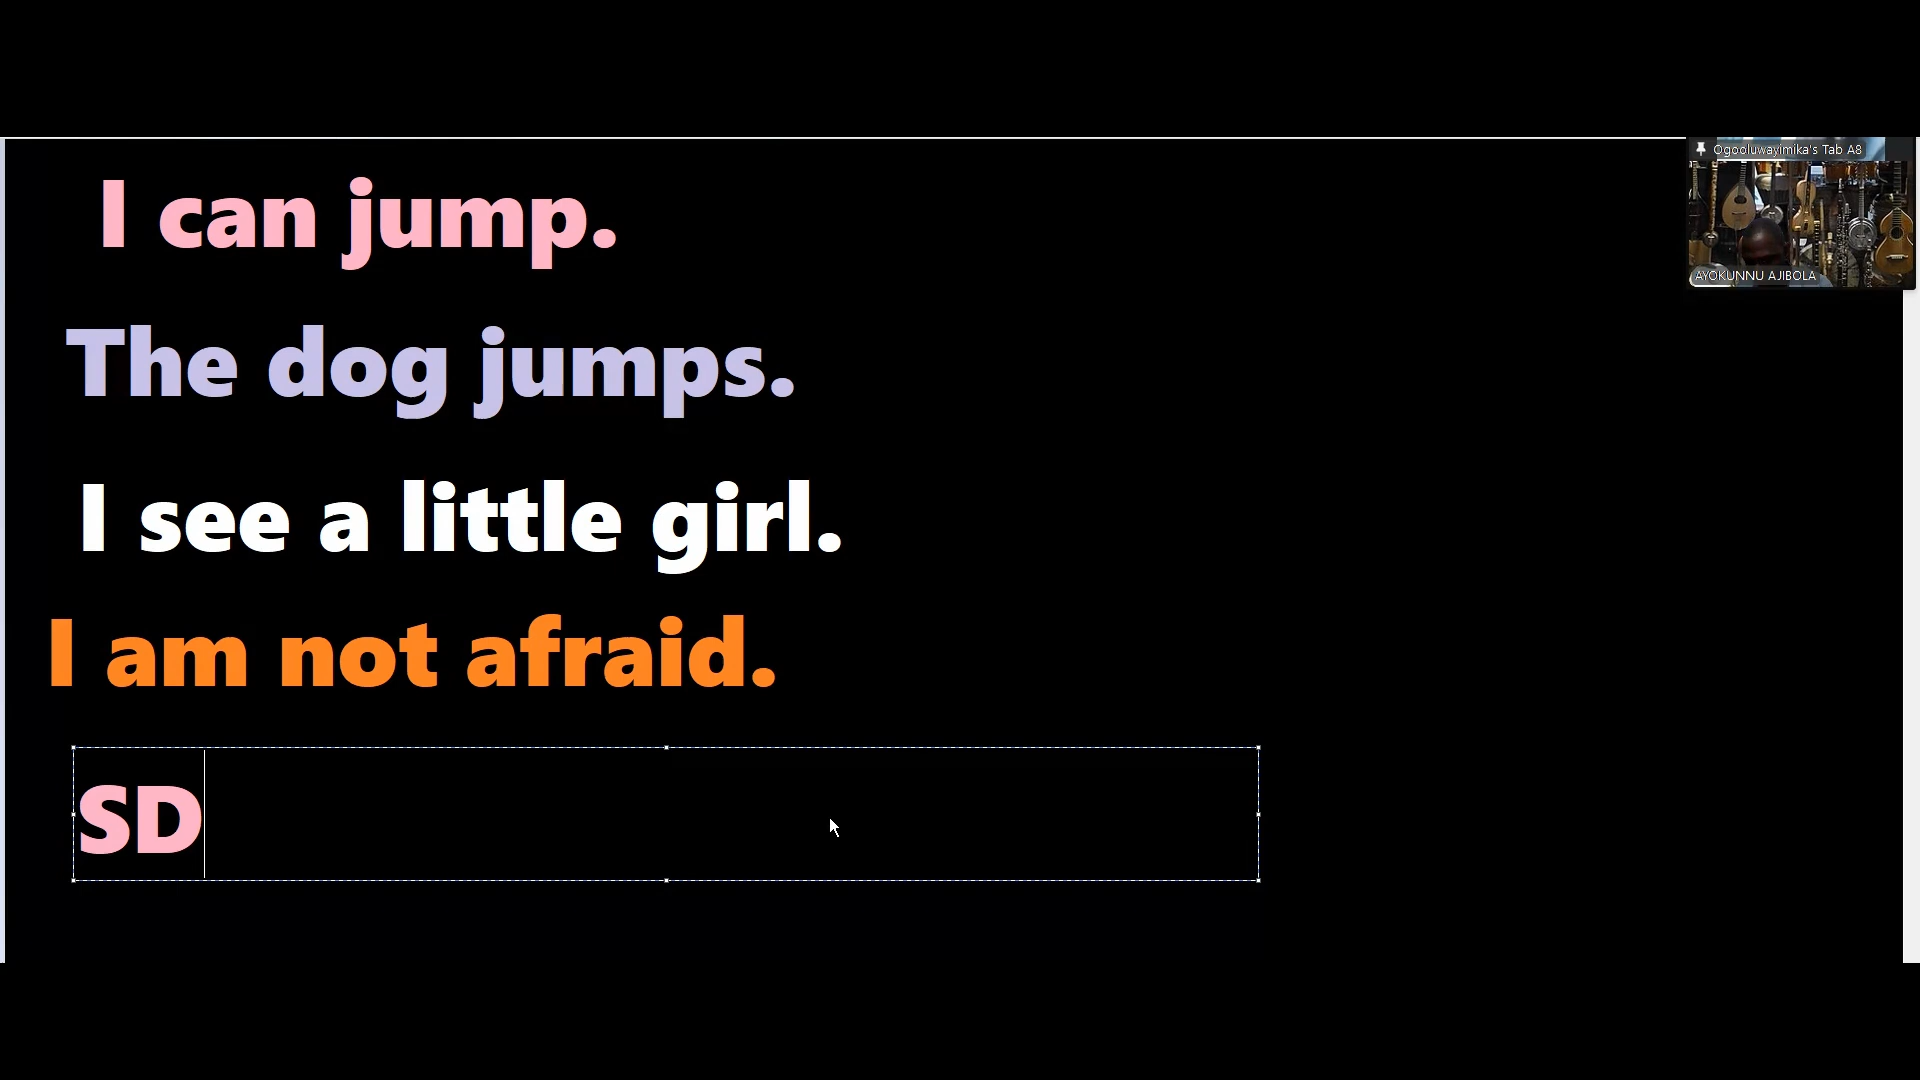 Ogooluwayimika's Tab A8
AYOKUNNU AJIBOLA
I can jump.
The dog jumps.
I see a little girl.
I am not afraid.
SD